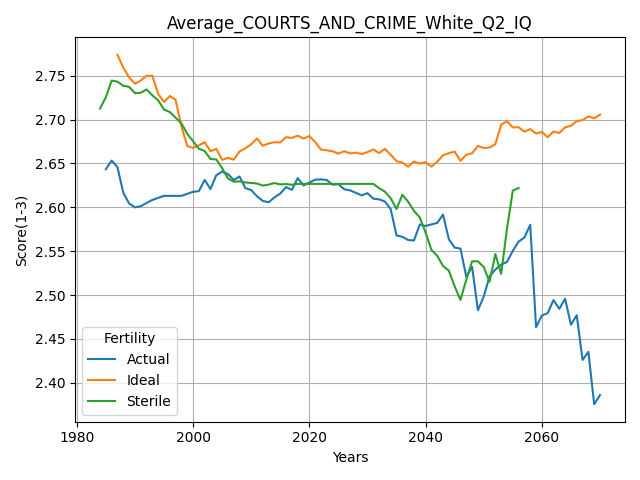 Average_COURTS_AND_CRIME_White_Q2_IQ
Score(1-3)
2.75
2.70
2.65
2.60
2.55
2.50
2.45
2.40
Fertility
Actual
Ideal
Sterile
1980
2000
2020
2040
2060
Years